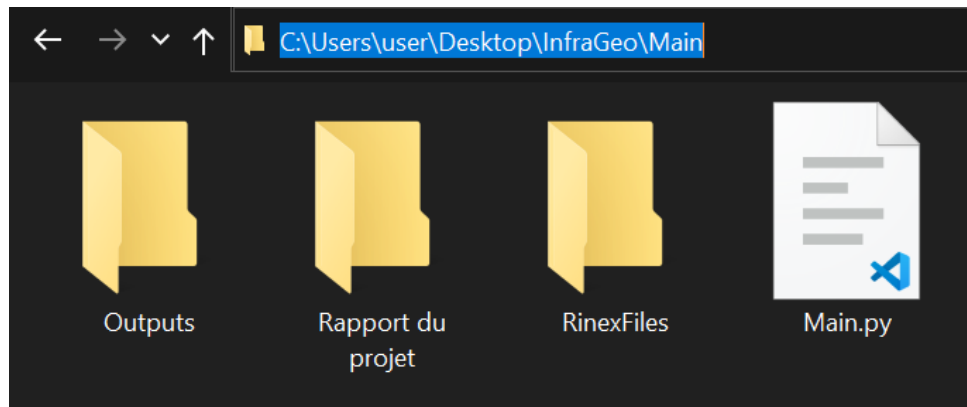 C:\Users\user\Desktop\InfraGeo\Main
Outputs
Rapport du
projet
RinexFiles
Main.py